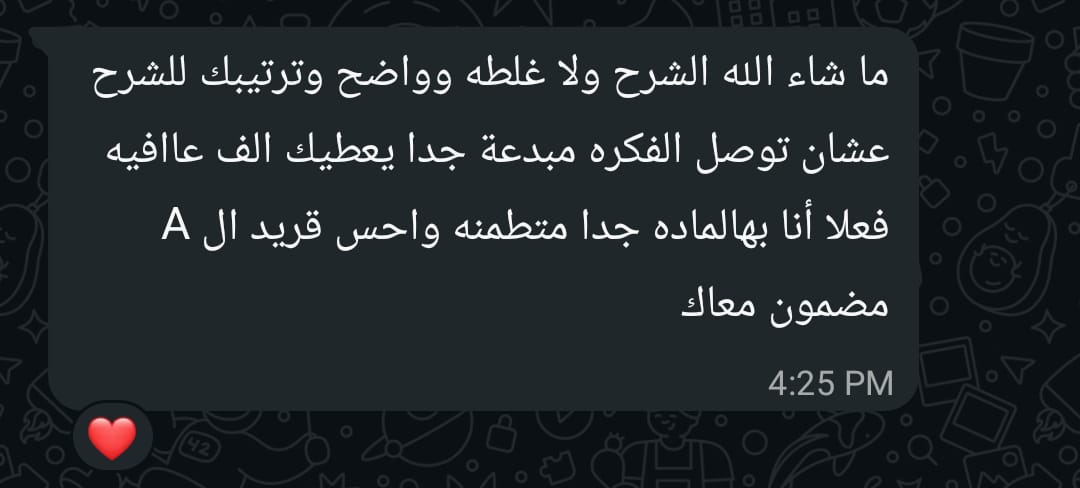 ما شاء الله الشرح ولا غلطه وواضح وترتيبك للشرح
عشان توصل الفكره مبدعة جدا يعطيك الف عاافيه
فعلا أنا بهالماده جدا متطمنه واحس قريد ال A
مضمون معاك
4:25 PM